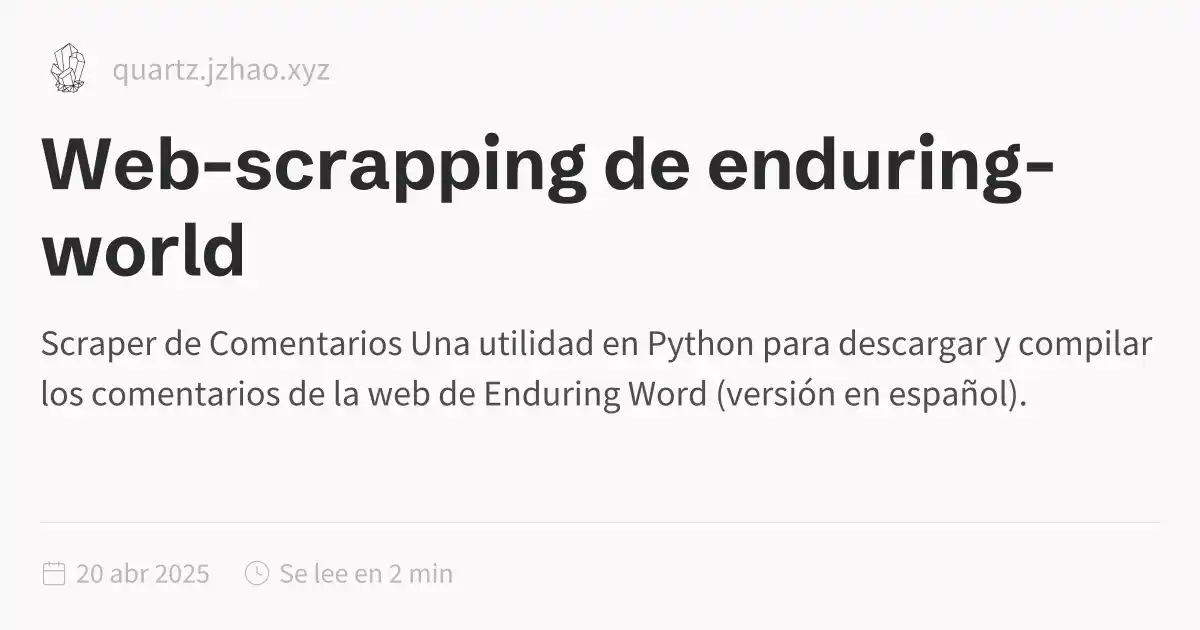 quartz.jzhao.xyz
Web-scrapping de enduring-
world
Scraper de Comentarios Una utilidad en Python para descargar y compilar
los comentarios de la web de Enduring Word (versión en español).
20 abr 2025 Se lee en 2 min